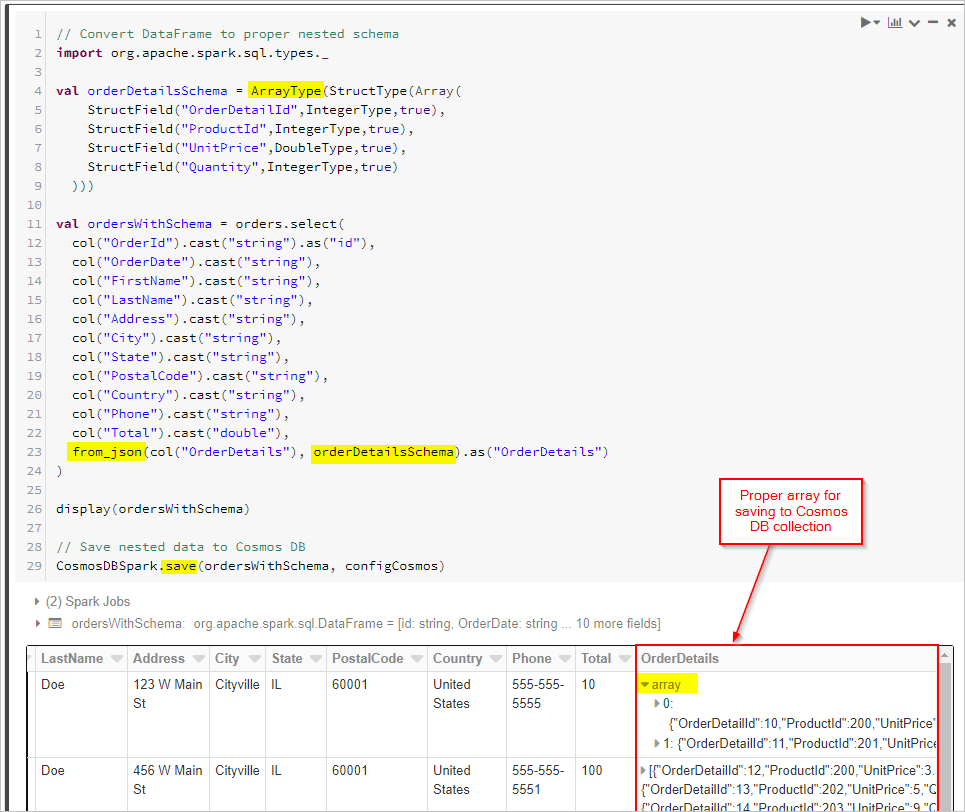 1 // Convert DataFrame to proper nested schema
2 import org.apache.spark.sql.types._
3
4 val orderDetailsSchema = ArrayType(StructType(Array(
5 StructField("OrderDetailId",IntegerType,true),
6 StructField("ProductId",IntegerType,true),
7 StructField("UnitPrice",DoubleType,true),
8 StructField("Quantity",IntegerType,true)
9 )))
10
11 val ordersWithSchema = orders.select(
12 col("OrderId").cast("string").as("id"),
13 col("OrderDate").cast("string"),
14 col("FirstName").cast("string"),
15 col("LastName").cast("string"),
16 col("Address").cast("string"),
17 col("City").cast("string"),
18 col("State").cast("string"),
19 col("PostalCode").cast("string"),
20 col("Country").cast("string"),
21 col("Phone").cast("string"),
22 col("Total").cast("double"),
23 from_json(col("OrderDetails"), orderDetailsSchema).as("OrderDetails")
24 )
25
26 display(ordersWithSchema)
27
28 // Save nested data to Cosmos DB
29 CosmosDBSpark.save(ordersWithSchema, configCosmos)
Proper array for
saving to Cosmos
DB collection
(2) Spark Jobs
ordersWithSchema: org.apache.spark.sql.DataFrame = [id: string, OrderDate: string ... 10 more fields]
LastName Address City State PostalCode Country Phone Total OrderDetails
Doe 123 W Main Cityville IL 60001 United 555-555- 10 array
St States 5555 0:
{"OrderDetailId":10,"ProductId":200,"UnitPrice"
1: {"OrderDetailId":11,"ProductId":201,"UnitPrice
Doe 456 W Main Cityville IL 60001 United 555-555- 100 [{"OrderDetailId":12,"ProductId":200,"UnitPrice":3.
St States 5551 {"OrderDetailId":13,"ProductId":202,"UnitPrice":5,"Q
{"OrderDetailId":14,"ProductId":203,"UnitPrice":9,"Q